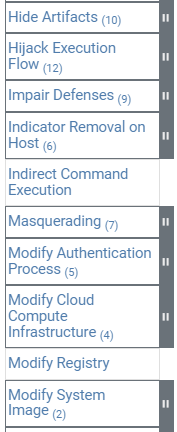 Hide Artifacts (10)
Hijack Execution
Flow (12)
Impair Defenses (9)
Indicator Removal on
Host (6)
Indirect Command
Execution
Masquerading (7)
Modify Authentication
Process (5)
Modify Cloud
Compute
Infrastructure (4)
Modify Registry
Modify System
Image (2)